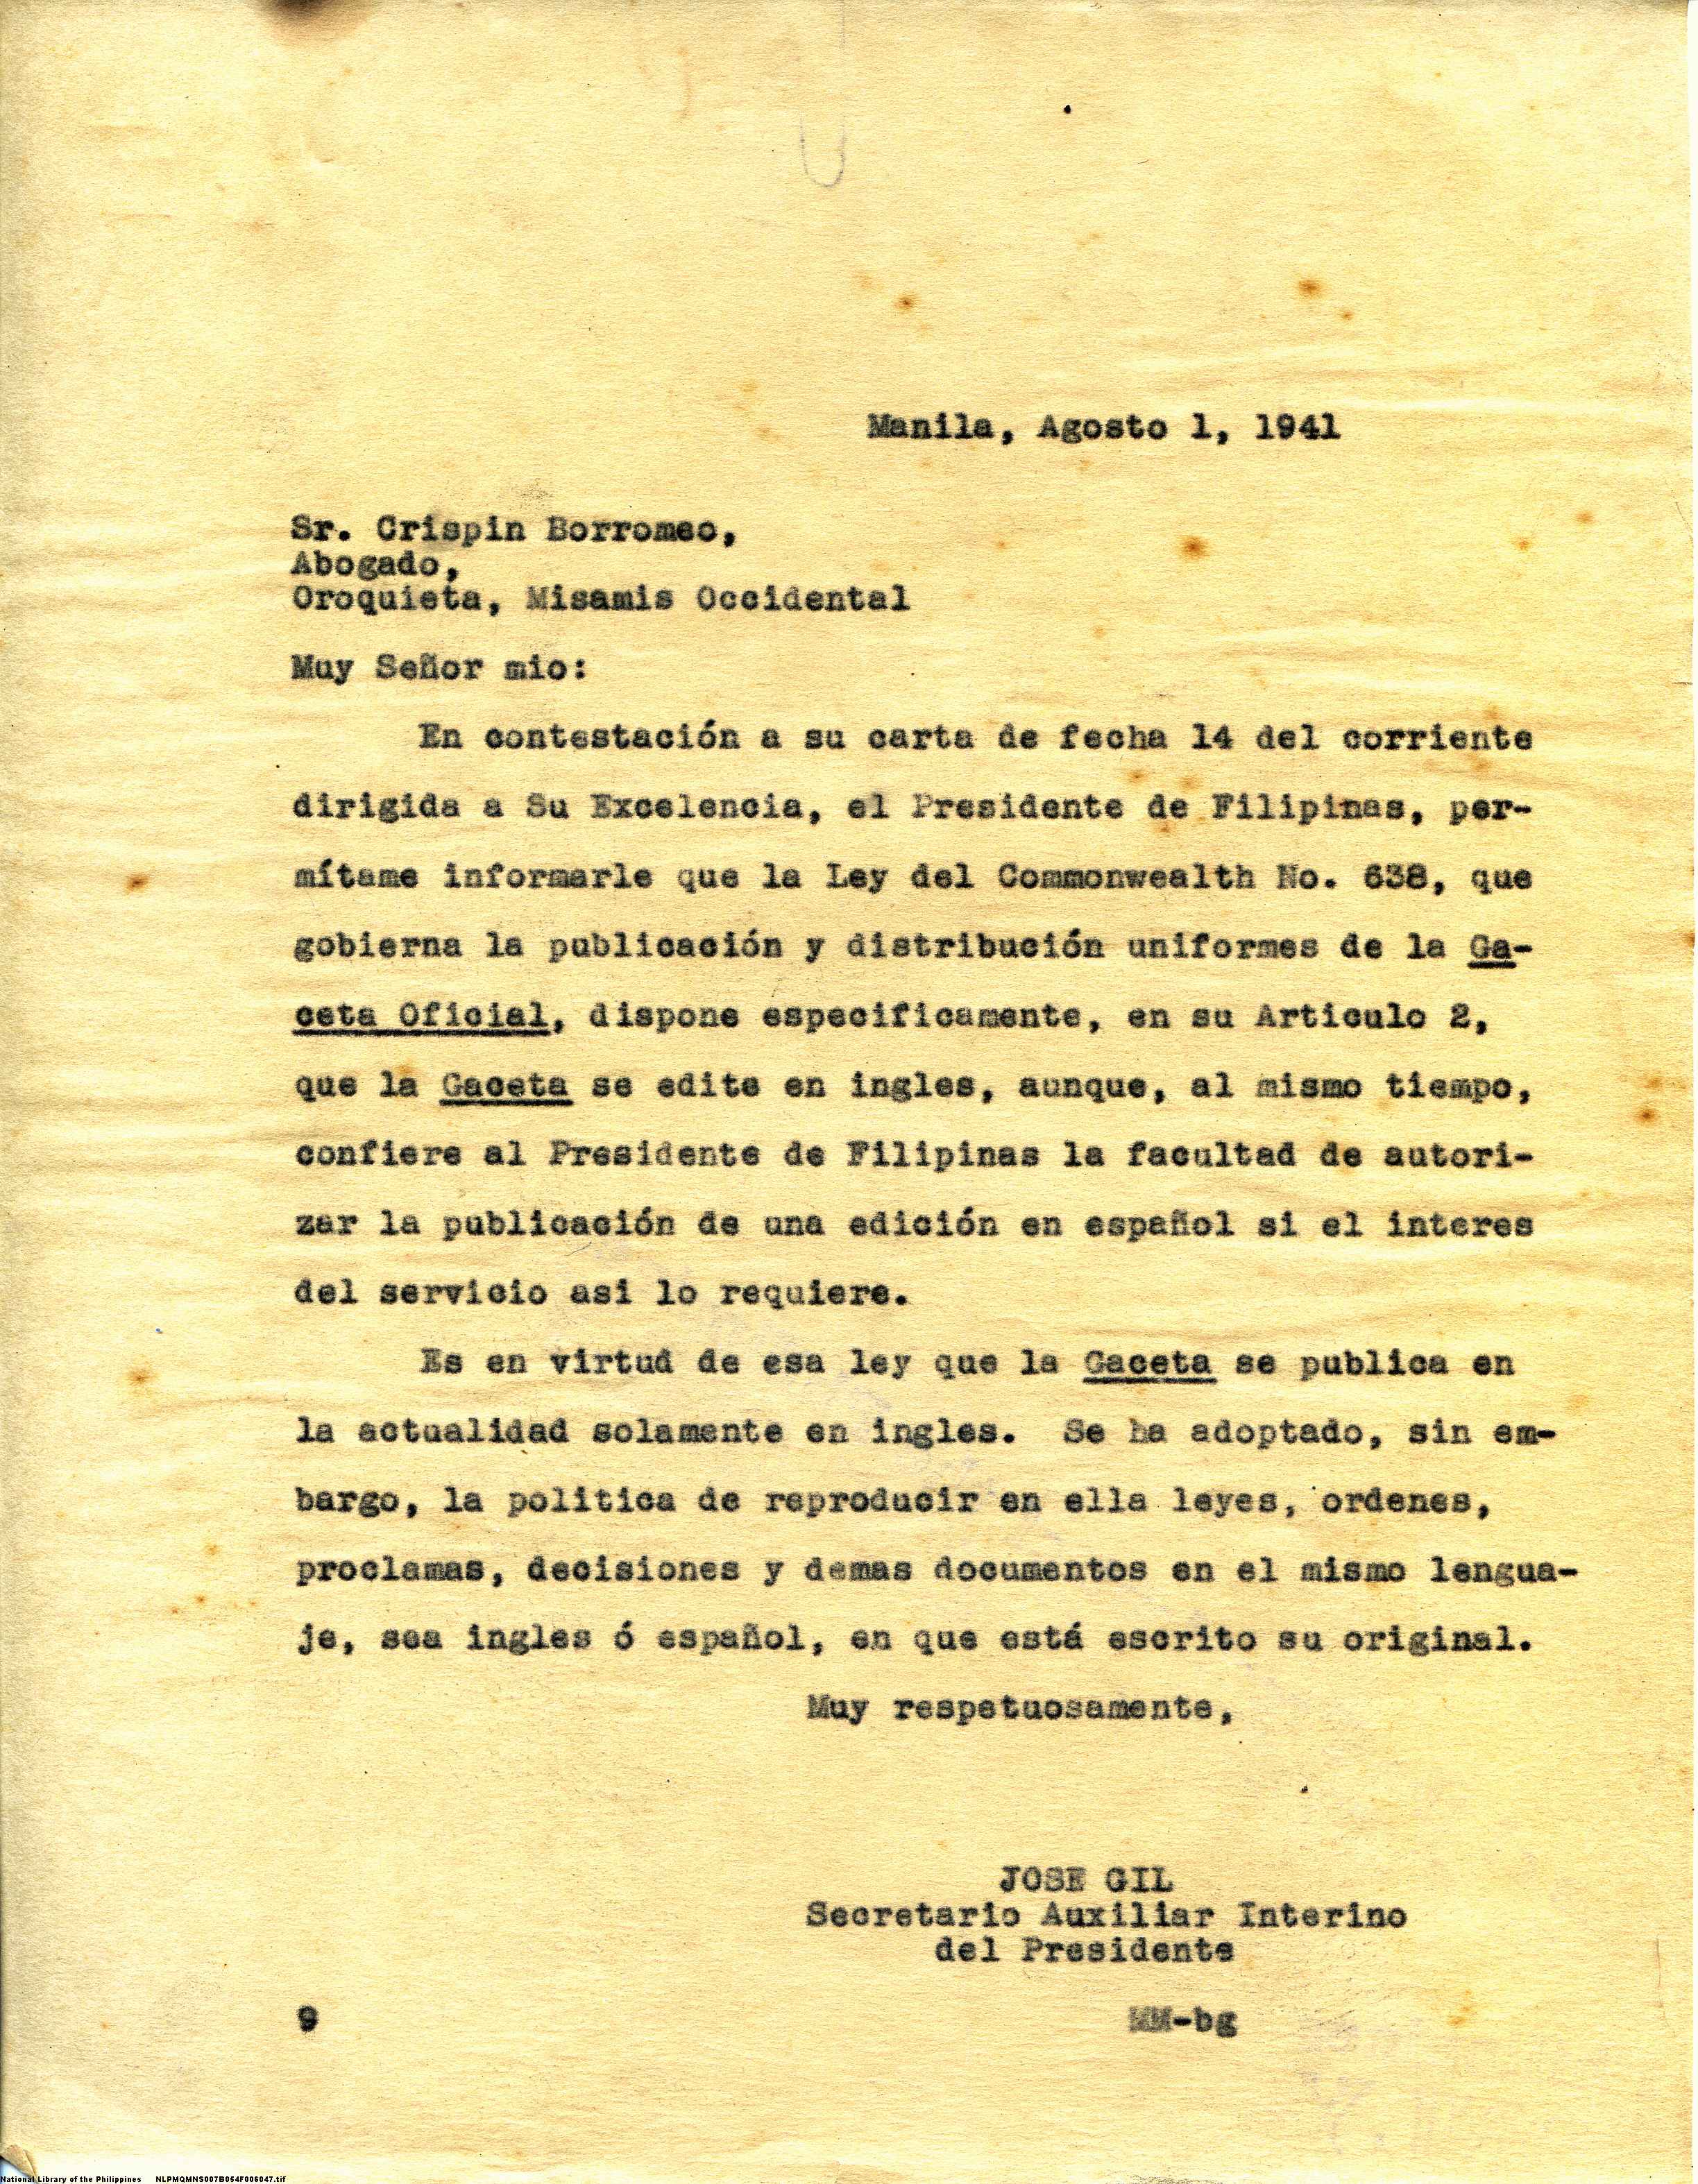 Manila, Agosto 1, 1941
Sr. Crispin Borromeo,
Abogado,
Oroquieta, Misamis Occidental
Muy Señor mio:
En contestación a su carta de fecha 14 del corriente
dirigida a Su Excelencia, el Presidente de Filipinas, per-
mítame informarle que la Ley del Commonwealth No. 638, que
gobierna la publicación y distribución uniformes de la Ga-
ceta Oficial, dispone especificamente, en su Articulo 2,
que la Gaceta se edite en ingles, aunque, al mismo tiempo,
confiere al Presidente de Filipinas la facultad de autori-
zar la publicación de una edición en español si el interes
del servicio asi lo requiere.
Es en virtud de esa ley que la Gaceta se publica en
la actualidad solamente en ingles. Se ha adoptado, sin em-
bargo, la politica de reproducir en ella leyes, ordenes,
proclamas, decisiones y demas documentos en el mismo lengua-
je, sea ingles ó español, en que está escrito su original.
Muy respetuosamente,
JOSE GIL
Secretario Auxiliar Interino
del Presidente
9 MM-bg
National Library of the Philippines NLPMQMNS007B054F006047.tif